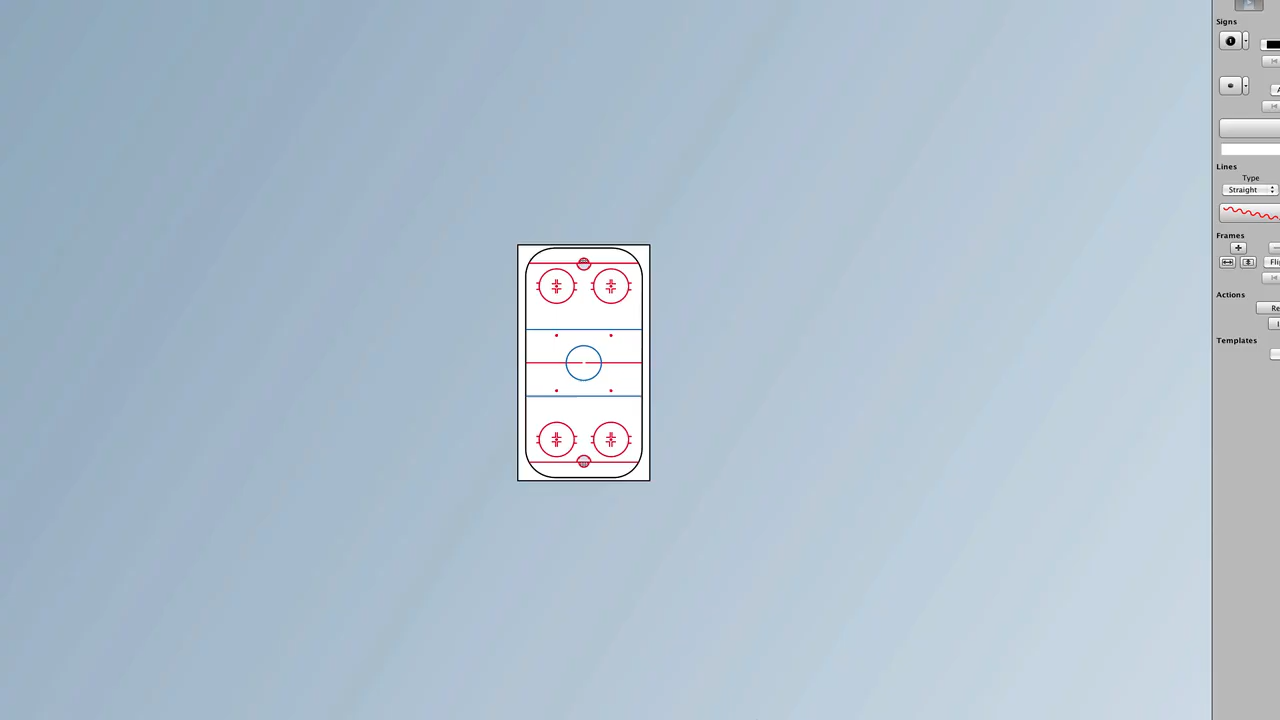 Signs
Lines
Type
Straight
Frames
+
Actions
Templates